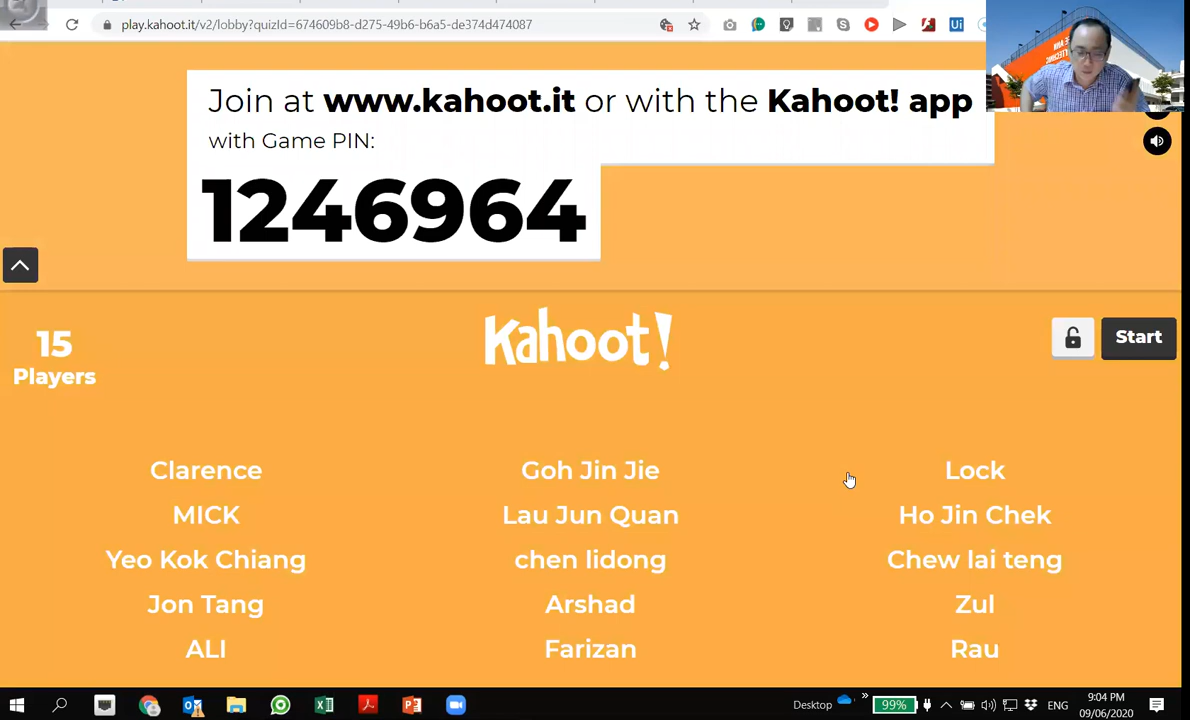 play.kahoot.it/v2/lobby?quizId=674609b8-d275-49b6-b6a5-de374d474087
Join at www.kahoot.it or with the Kahoot! app
with Game PIN:
1246964
15
Players
Kahoot!
Start
Clarence
Goh Jin Jie
Lock
MICK
Lau Jun Quan
Ho Jin Chek
Yeo Kok Chiang
chen lidong
Chew lai teng
Jon Tang
Arshad
Zul
ALI
Farizan
Rau
Desktop
99%
ENG
9:04 PM
09/06/2020